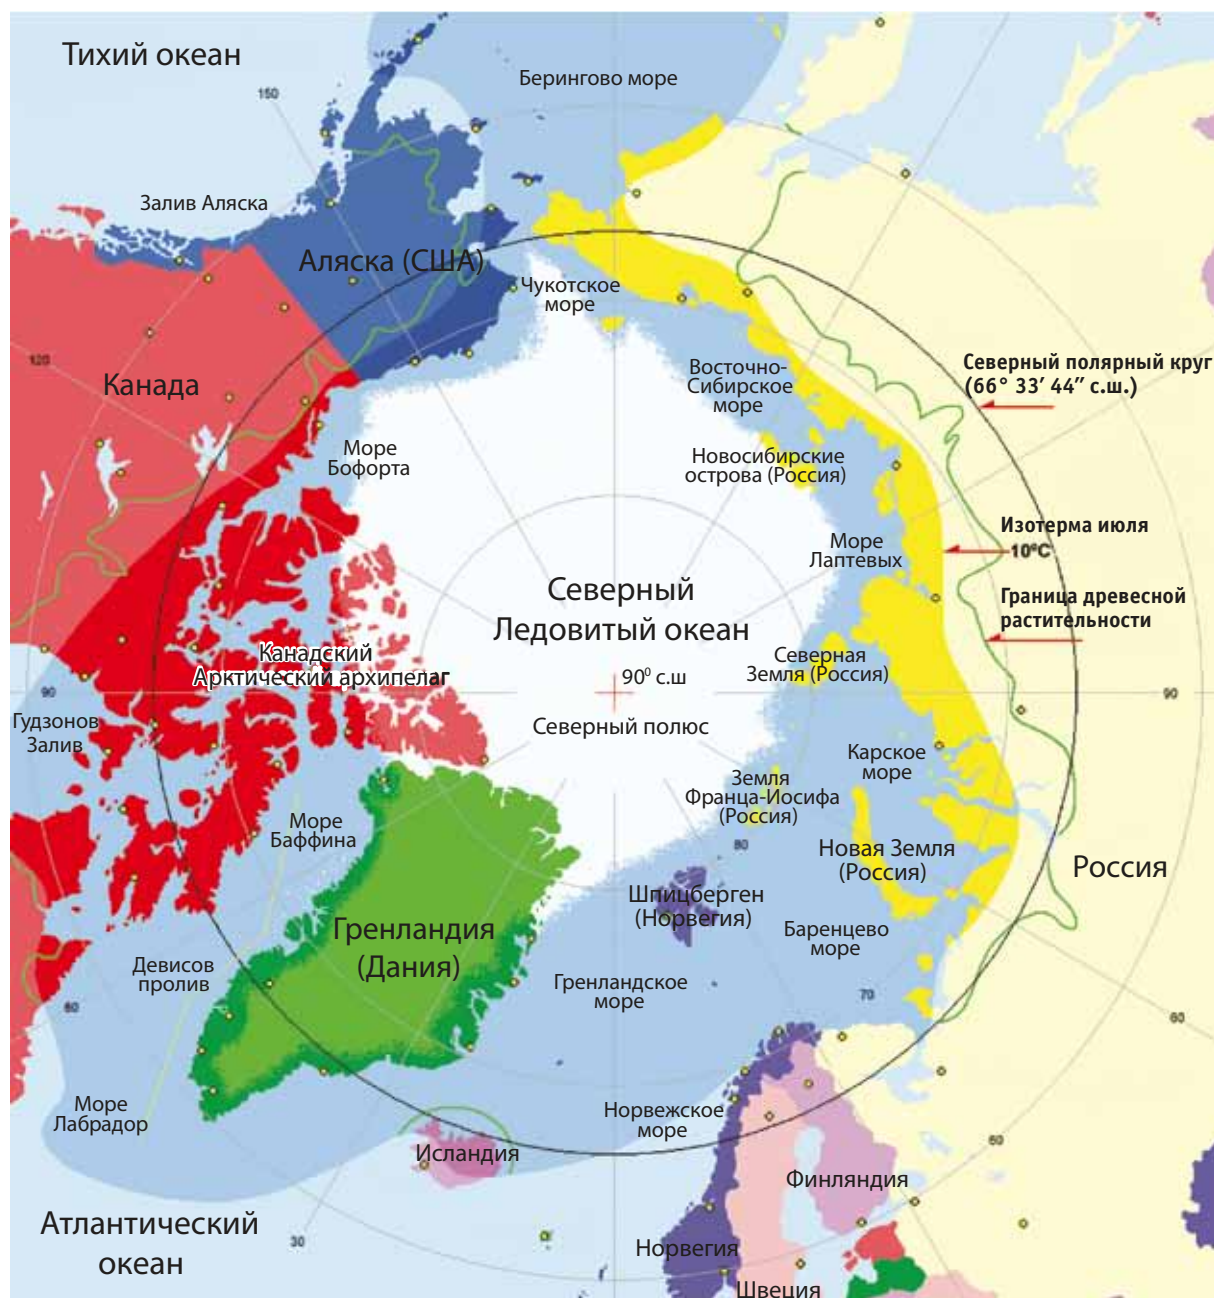 Тихий океан
Берингово море
150
Залив Аляска
Аляска (США)
Чукотское
море
120
Канада
Восточно-
Сибирское
море
Северный полярный круг
(66° 33′ 44″ с.ш.)
Море
Бофорта
Новосибирские
острова (Россия)
Изотерма июля
10°C
Море
Лаптевых
Северный
Ледовитый океан
Граница древесной
растительности
Канадский
Арктический архипелаг
90⁰ с.ш
Северная
Земля (Россия)
90
90
Гудзонов
Залив
Северный полюс
Карское
море
Земля
Франца-Иосифа
(Россия)
Море
Баффина
80
Новая Земля
(Россия)
Россия
Шпицберген
(Норвегия)
Гренландия
(Дания)
Баренцево
море
Девисов
пролив
Гренландское
море
70
60
60
Море
Лабрадор
Норвежское
море
60
Исландия
Финляндия
Атлантический
океан
30
0
Норвегия
Швеция